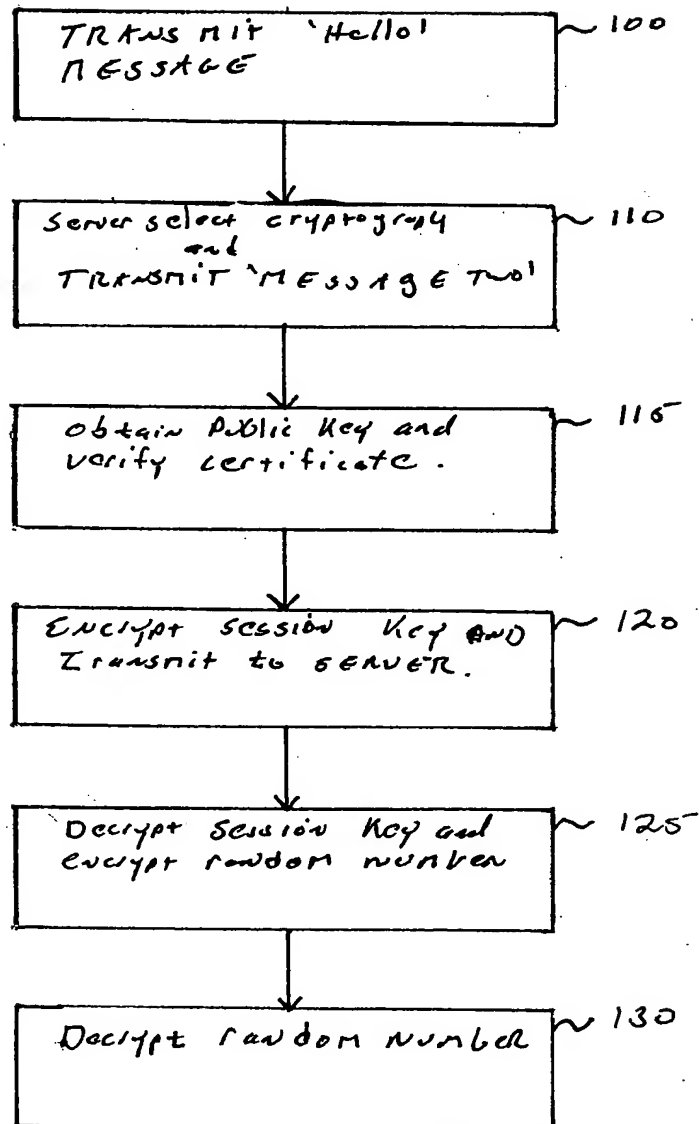 TRANSMIT 'Hello' 100
MESSAGE
Server select cryptography 110
and
TRANSMIT 'MESSAGE TWO'
obtain Public Key and 115
verify certificate.
Encrypt session Key AND 120
Transmit to SERVER.
Decrypt Session Key and 125
encrypt random number
Decrypt random number 130